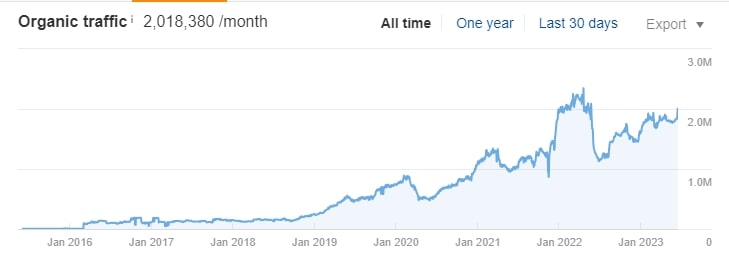 Organic traffic i 2,018,380 /month All time One year Last 30 days Export
3.0M
2.0M
1.0M
Jan 2016 Jan 2017 Jan 2018 Jan 2019 Jan 2020 Jan 2021 Jan 2022 Jan 2023 0